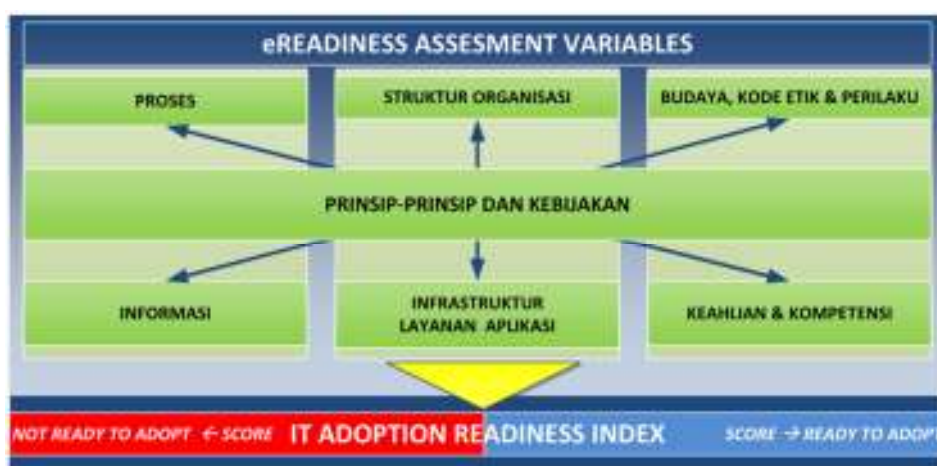 eREADINESS ASSESMENT VARIABLES
PROSES
STRUKTUR ORGANISASI
BUDAYA, KODE ETIK & PERILAKU
PRINSIP-PRINSIP DAN KEBIJAKAN
INFORMASI
INFRASTRUKTUR
LAYANAN APLIKASI
KEAHLIAN & KOMPETENSI
NOT READY TO ADOPT ← SCORE IT ADOPTION READINESS INDEX SCORE → READY TO ADOPT